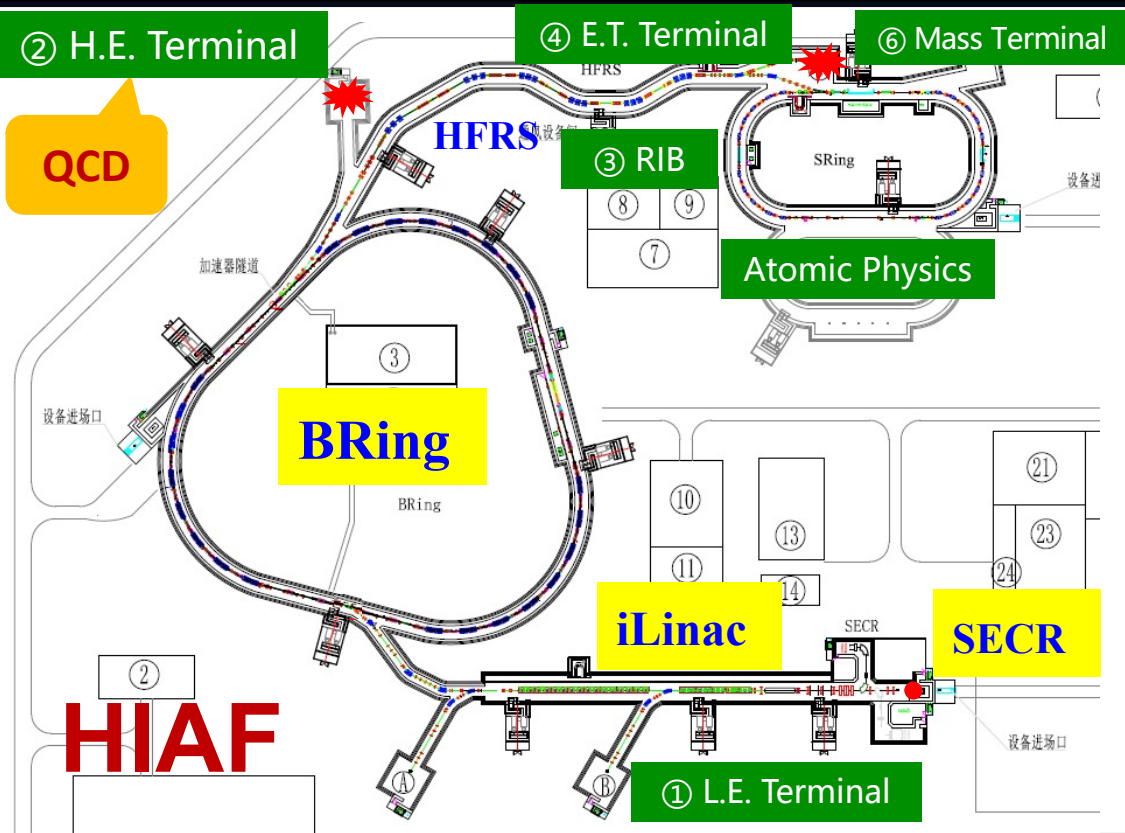 ② H.E. Terminal
④ E.T. Terminal
⑥ Mass Terminal
HFRS
QCD
HFRS
③ RIB
SRing
设备进
⑧
⑨
⑦
Atomic Physics
加速器隧道
③
设备进场口
BRing
BRing
⑩
⑪
⑬
⑭
㉑
㉓
㉔
iLinac
SECR
SECR
②
HIAF
设备进场口
Ⓐ
Ⓑ
① L.E. Terminal